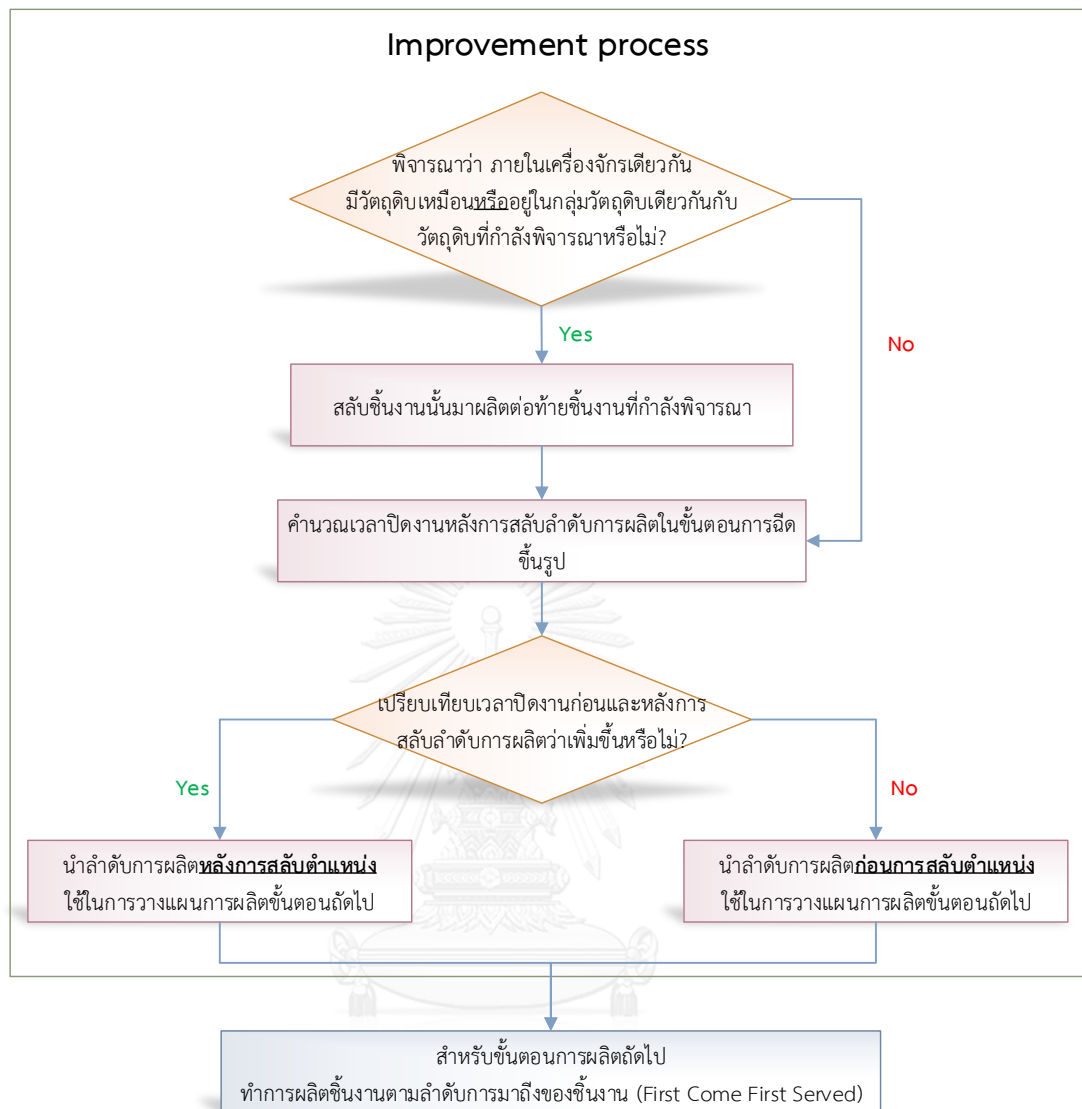 Improvement process
พิจารณาว่า ภายในเครื่องจักรเดียวกัน
มีวัตถุดิบเหมือนหรืออยู่ในกลุ่มวัตถุดิบเดียวกันกับ
วัตถุดิบที่กำลังพิจารณาหรือไม่?
Yes
No
สลับชิ้นงานนั้นมาผลิตต่อท้ายชิ้นงานที่กำลังพิจารณา
คำนวณเวลาปิดงานหลังการสลับลำดับการผลิตในขั้นตอนการฉีด
ขึ้นรูป
เปรียบเทียบเวลาปิดงานก่อนและหลังการ
สลับลำดับการผลิตว่าเพิ่มขึ้นหรือไม่?
Yes
No
นำลำดับการผลิตหลังการสลับตำแหน่ง
ใช้ในการวางแผนการผลิตขั้นตอนถัดไป
นำลำดับการผลิตก่อนการสลับตำแหน่ง
ใช้ในการวางแผนการผลิตขั้นตอนถัดไป
สำหรับขั้นตอนการผลิตถัดไป
ทำการผลิตชิ้นงานตามลำดับการมาถึงของชิ้นงาน (First Come First Served)